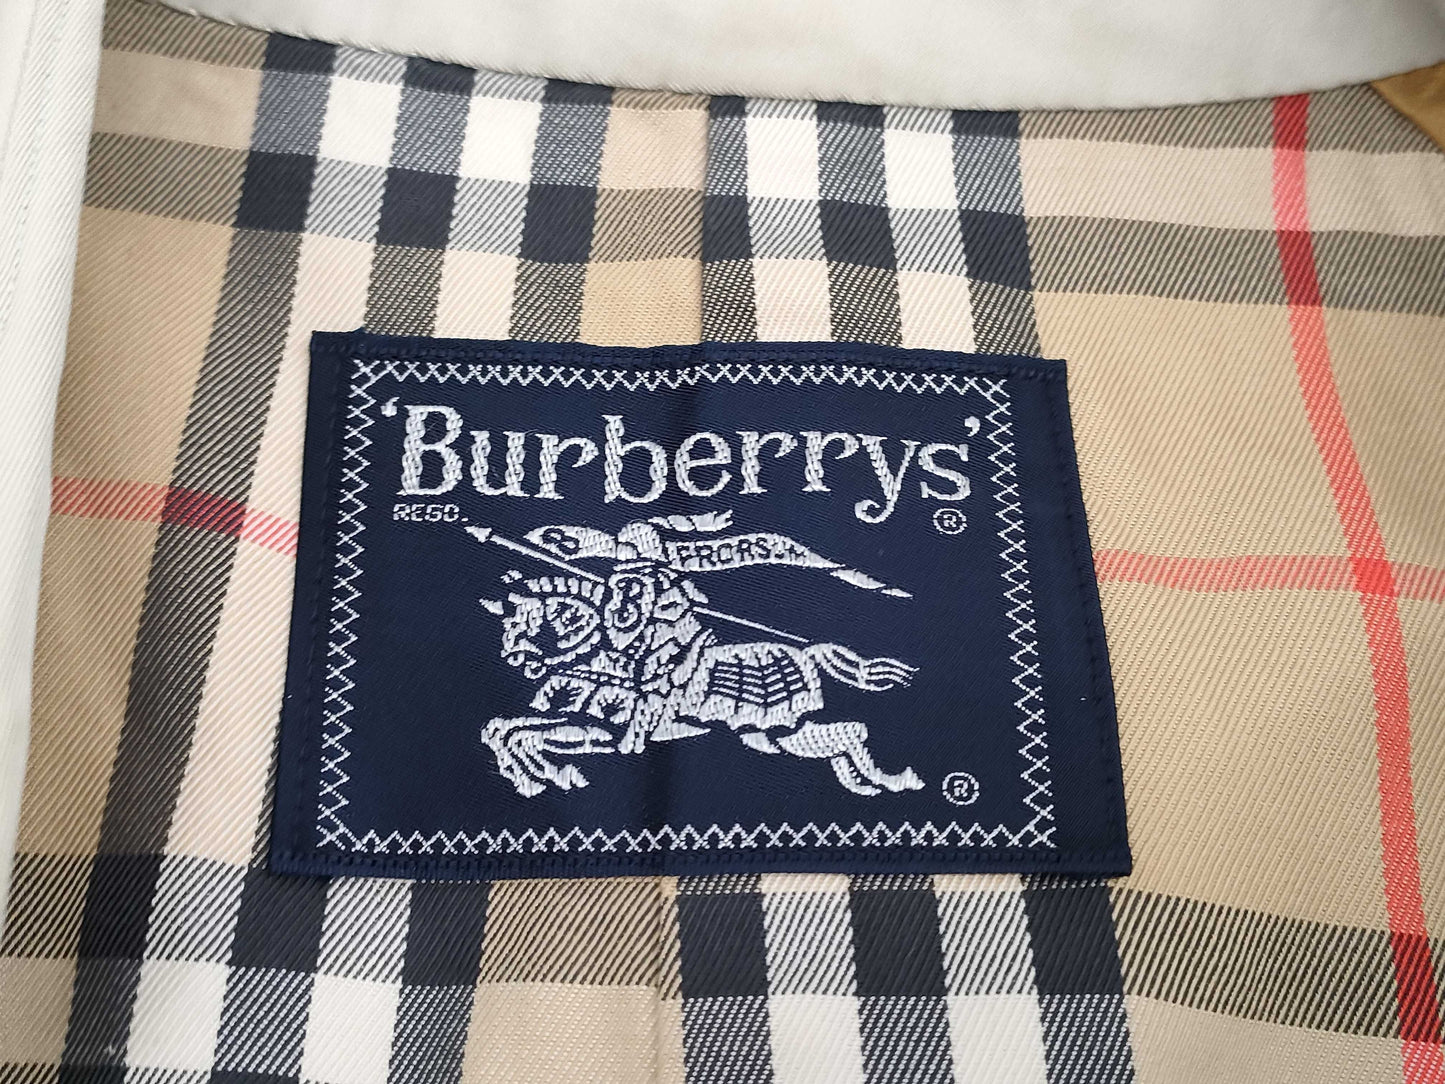 'Burberrys'
REGD. ®
B PRORSUM
B
®